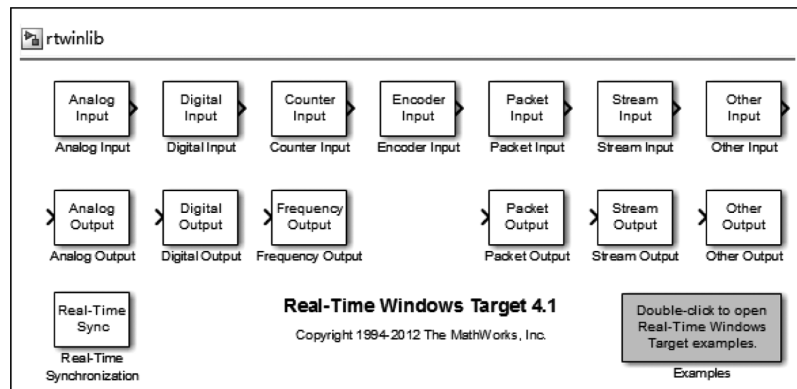 rtwinlib
Analog
Input
Analog Input
Digital
Input
Digital Input
Counter
Input
Counter Input
Encoder
Input
Encoder Input
Packet
Input
Packet Input
Stream
Input
Stream Input
Other
Input
Other Input
Analog
Output
Analog Output
Digital
Output
Digital Output
Frequency
Output
Frequency Output
Packet
Output
Packet Output
Stream
Output
Stream Output
Other
Output
Other Output
Real-Time
Sync
Real-Time
Synchronization
Real-Time Windows Target 4.1
Copyright 1994-2012 The MathWorks, Inc.
Double-click to open
Real-Time Windows
Target examples.
Examples